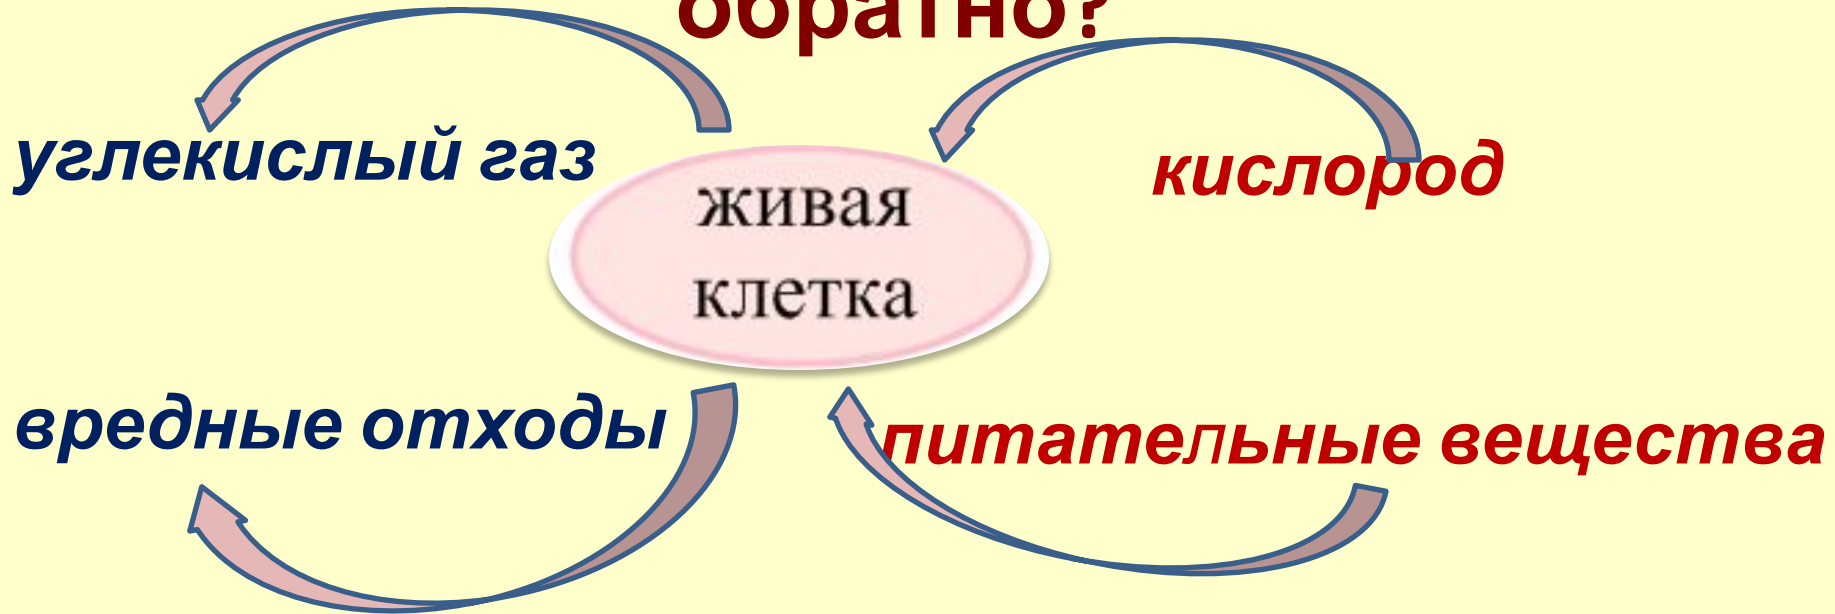 обратно?
углекислый газ
живая
клетка
кислород
вредные отходы
питательные вещества